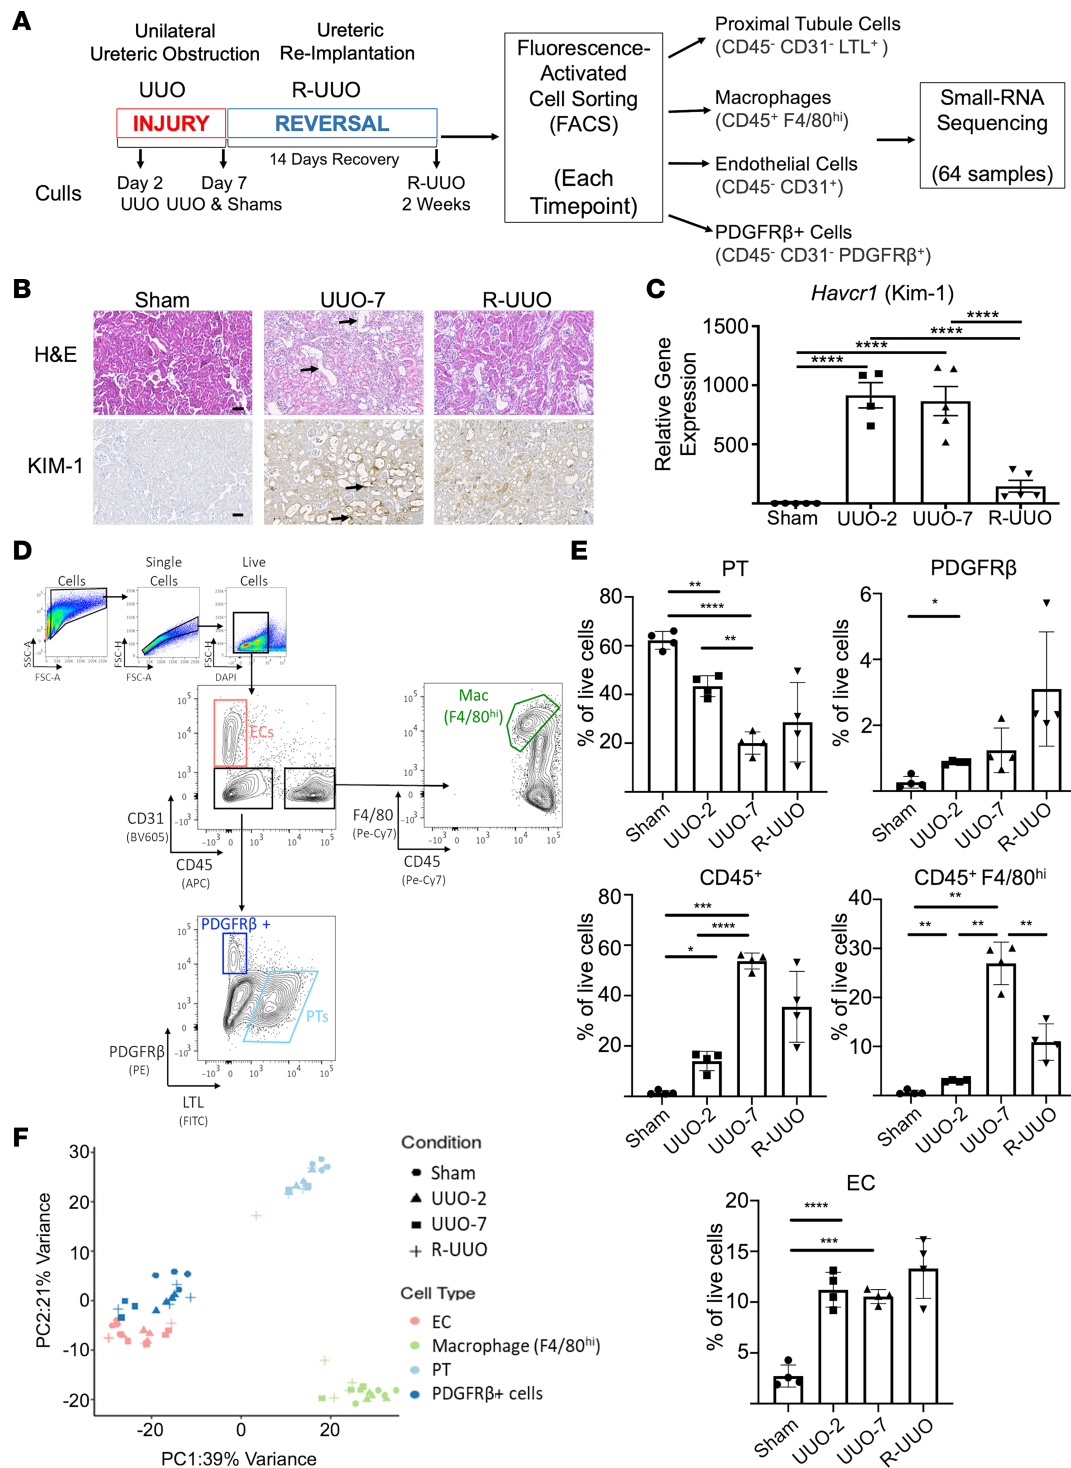 A
Unilateral
Ureteric Obstruction
Ureteric
Re-Implantation
UUO
R-UUO
INJURY
REVERSAL
14 Days Recovery
Culls
Day 2
UUO
Day 7
UUO & Shams
R-UUO
2 Weeks
Fluorescence-
Activated
Cell Sorting
(FACS)
(Each
Timepoint)
Proximal Tubule Cells
(CD45- CD31- LTL+ )
Macrophages
(CD45+ F4/80hi)
Endothelial Cells
(CD45- CD31+)
PDGFRβ+ Cells
(CD45- CD31- PDGFRβ+)
Small-RNA
Sequencing
(64 samples)
B
Sham
UUO-7
R-UUO
H&E
KIM-1
C
Havcr1 (Kim-1)
Relative Gene
Expression
1500
1000
500
****
****
****
****
Sham
UUO-2
UUO-7
R-UUO
D
Cells
Single
Cells
Live
Cells
SSC-A
FSC-A
FSC-H
FSC-A
FSC-H
DAPI
ECs
CD31
(BV605)
CD45
(APC)
Mac
(F4/80hi)
F4/80
(Pe-Cy7)
CD45
(Pe-Cy7)
PDGFRβ +
PTs
PDGFRβ
(PE)
LTL
(FITC)
E
PT
% of live cells
80
60
40
20
**
****
**
Sham
UUO-2
UUO-7
R-UUO
PDGFRβ
% of live cells
6
4
2
*
Sham
UUO-2
UUO-7
R-UUO
CD45+
% of live cells
80
60
40
20
***
****
*
Sham
UUO-2
UUO-7
R-UUO
CD45+ F4/80hi
% of live cells
40
30
20
10
**
**
**
**
Sham
UUO-2
UUO-7
R-UUO
EC
% of live cells
20
15
10
5
****
***
Sham
UUO-2
UUO-7
R-UUO
F
PC2:21% Variance
30
20
10
0
-10
-20
-20
0
20
PC1:39% Variance
Condition
Sham
UUO-2
UUO-7
R-UUO
Cell Type
EC
Macrophage (F4/80hi)
PT
PDGFRβ+ cells